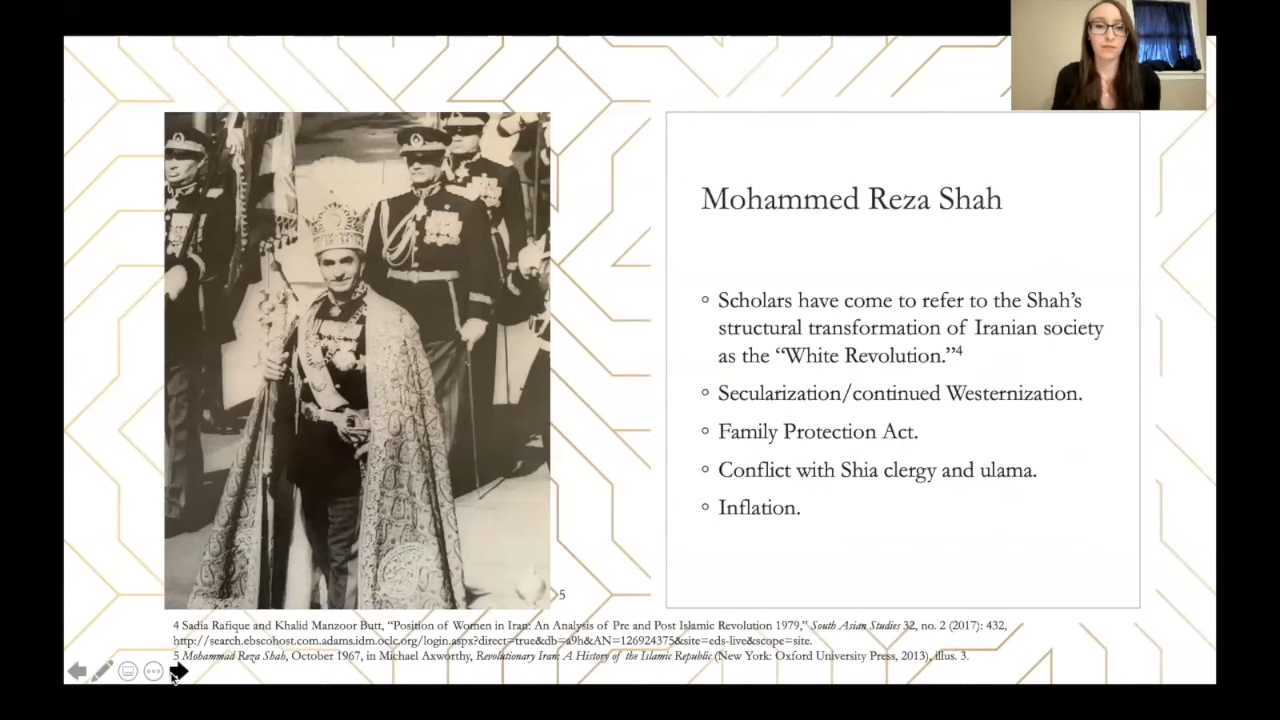 Mohammed Reza Shah
◦ Scholars have come to refer to the Shah’s
structural transformation of Iranian society
as the “White Revolution.”4
◦ Secularization/continued Westernization.
◦ Family Protection Act.
◦ Conflict with Shia clergy and ulama.
◦ Inflation.
5
4 Sadia Rafique and Khalid Manzoor Butt, “Position of Women in Iran: An Analysis of Pre and Post Islamic Revolution 1979,” South Asian Studies 32, no. 2 (2017): 432,
http://search.ebscohost.com.adams.idm.oclc.org/login.aspx?direct=true&db=a9h&AN=126924375&site=eds-live&scope=site.
5 Mohammad Reza Shah, October 1967, in Michael Axworthy, Revolutionary Iran: A History of the Islamic Republic (New York: Oxford University Press, 2013), illus. 3.